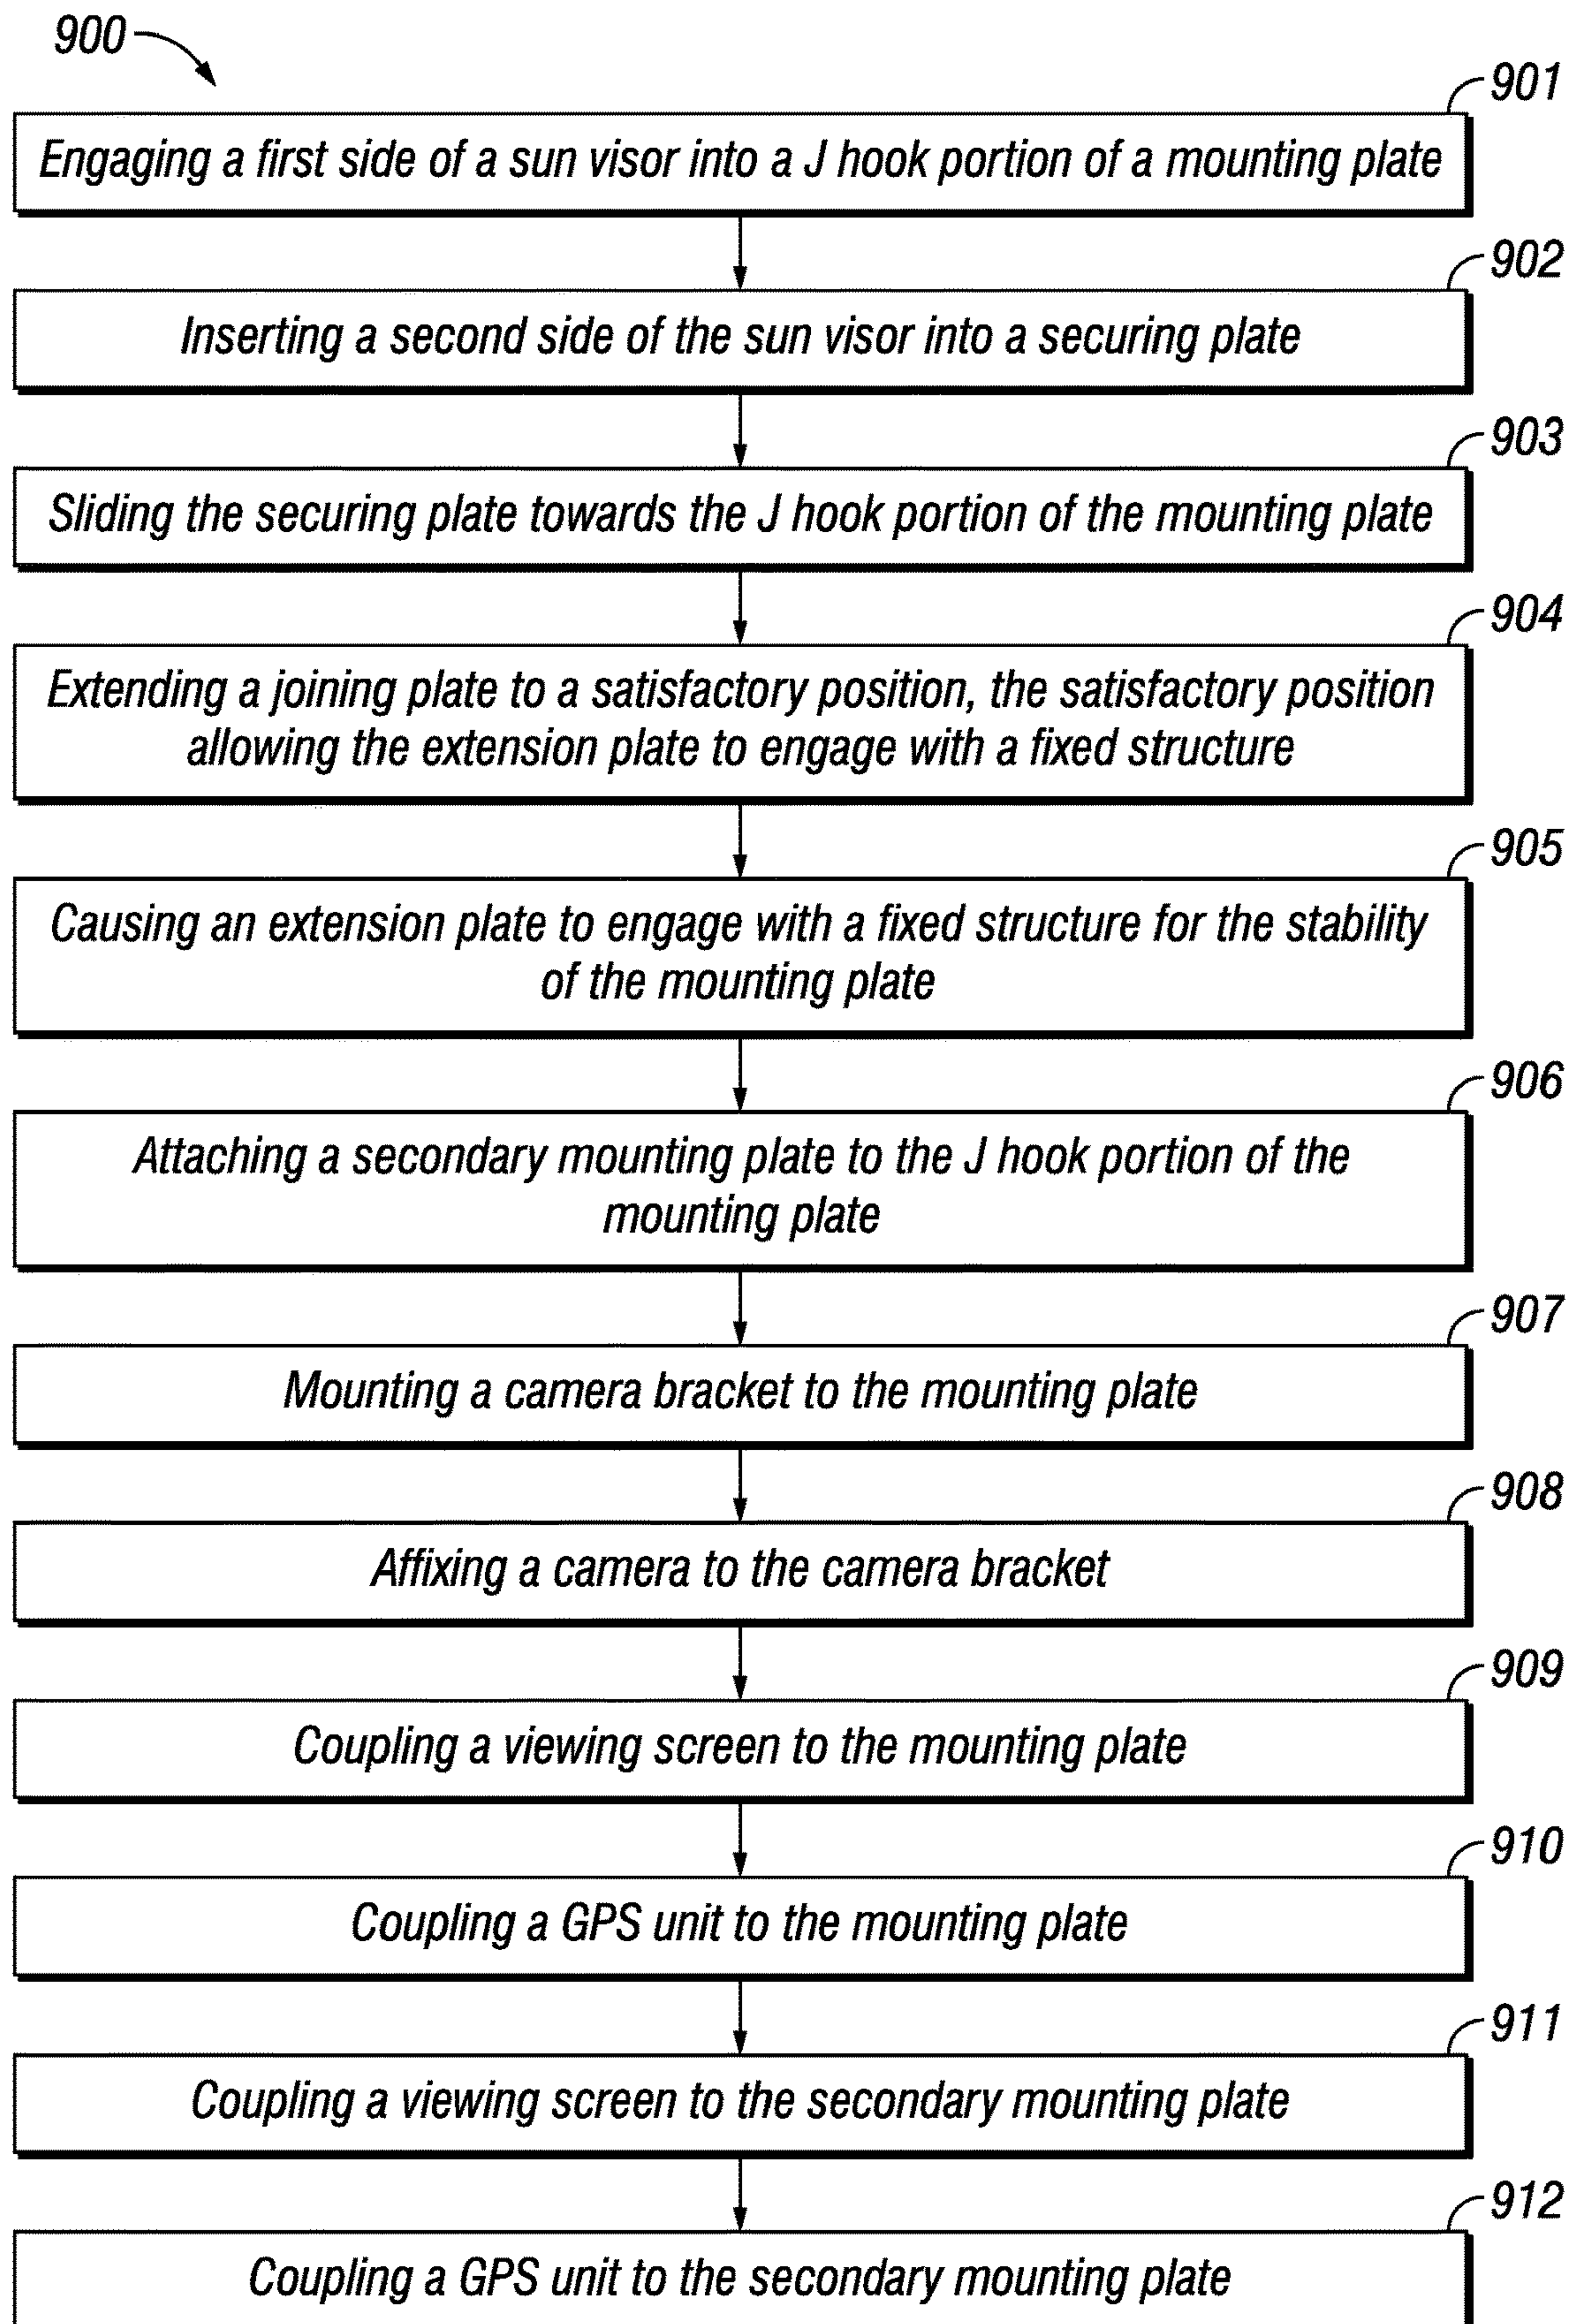 900
901
Engaging a first side of a sun visor into a J hook portion of a mounting plate
902
Inserting a second side of the sun visor into a securing plate
903
Sliding the securing plate towards the J hook portion of the mounting plate
904
Extending a joining plate to a satisfactory position, the satisfactory position
allowing the extension plate to engage with a fixed structure
905
Causing an extension plate to engage with a fixed structure for the stability
of the mounting plate
906
Attaching a secondary mounting plate to the J hook portion of the
mounting plate
907
Mounting a camera bracket to the mounting plate
908
Affixing a camera to the camera bracket
909
Coupling a viewing screen to the mounting plate
910
Coupling a GPS unit to the mounting plate
911
Coupling a viewing screen to the secondary mounting plate
912
Coupling a GPS unit to the secondary mounting plate